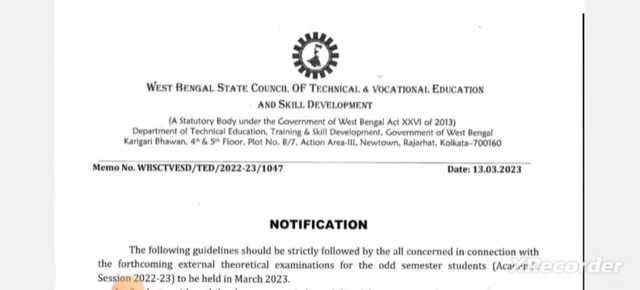 WEST BENGAL STATE COUNCIL OF TECHNICAL & VOCATIONAL EDUCATION
AND SKILL DEVELOPMENT
(A Statutory Body under the Government of West Bengal Act XXVI of 2013)
Department of Technical Education, Training & Skill Development, Government of West Bengal
Karigari Bhawan, 4th & 5th Floor, Plot No. B/7, Action Area-III, Newtown, Rajarhat, Kolkata-700160
Memo No. WBSCTVESD/TED/2022-23/1047 Date: 13.03.2023
NOTIFICATION
The following guidelines should be strictly followed by the all concerned in connection with
the forthcoming external theoretical examinations for the odd semester students
Session 2022-23) to be held in March 2023.
XRecorder